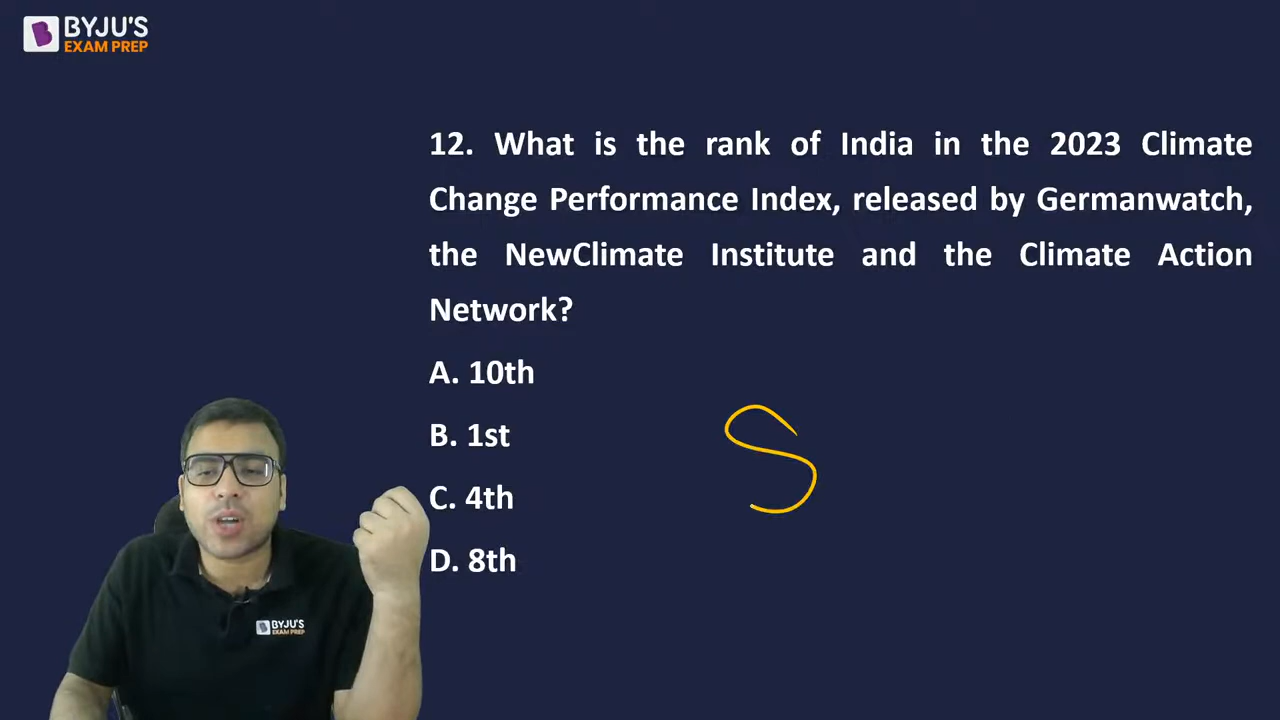 BYJU'S
EXAM PREP
12. What is the rank of India in the 2023 Climate
Change Performance Index, released by Germanwatch,
the NewClimate Institute and the Climate Action
Network?
A. 10th
B. 1st
C. 4th
D. 8th
S
BYJU'S
EXAM PREP